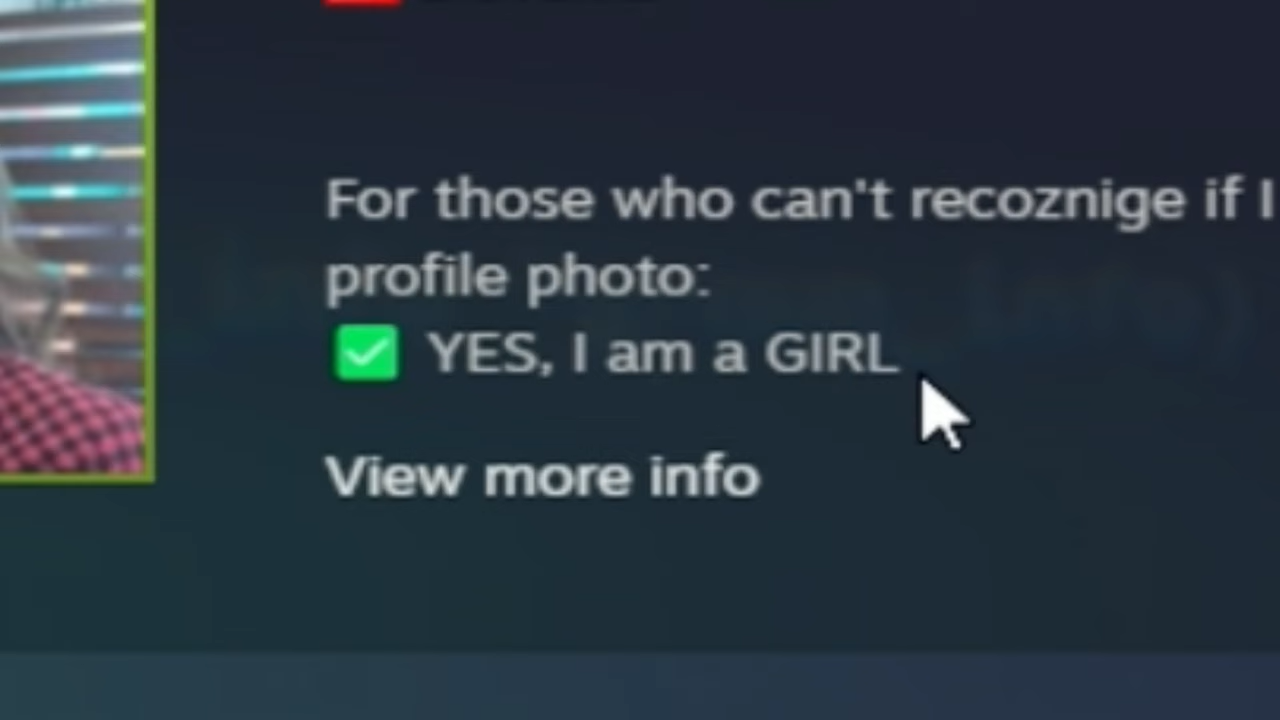 For those who can't recoznige if I
profile photo:
✅ YES, I am a GIRL
View more info